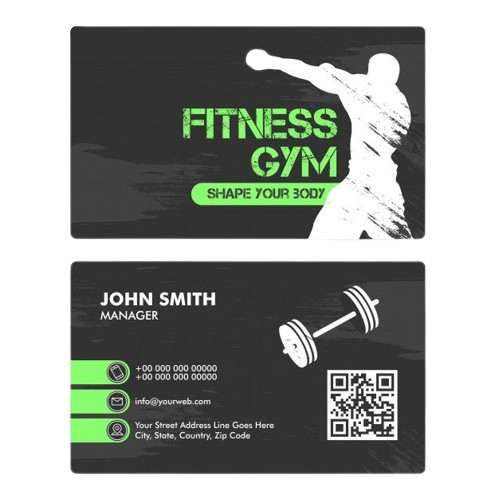 FITNESS
GYM
SHAPE YOUR BODY
JOHN SMITH
MANAGER
+00 000 000 00000
+00 000 000 00000
info@yourweb.com
Your Street Address Line Goes Here
City, State, Country, Zip Code